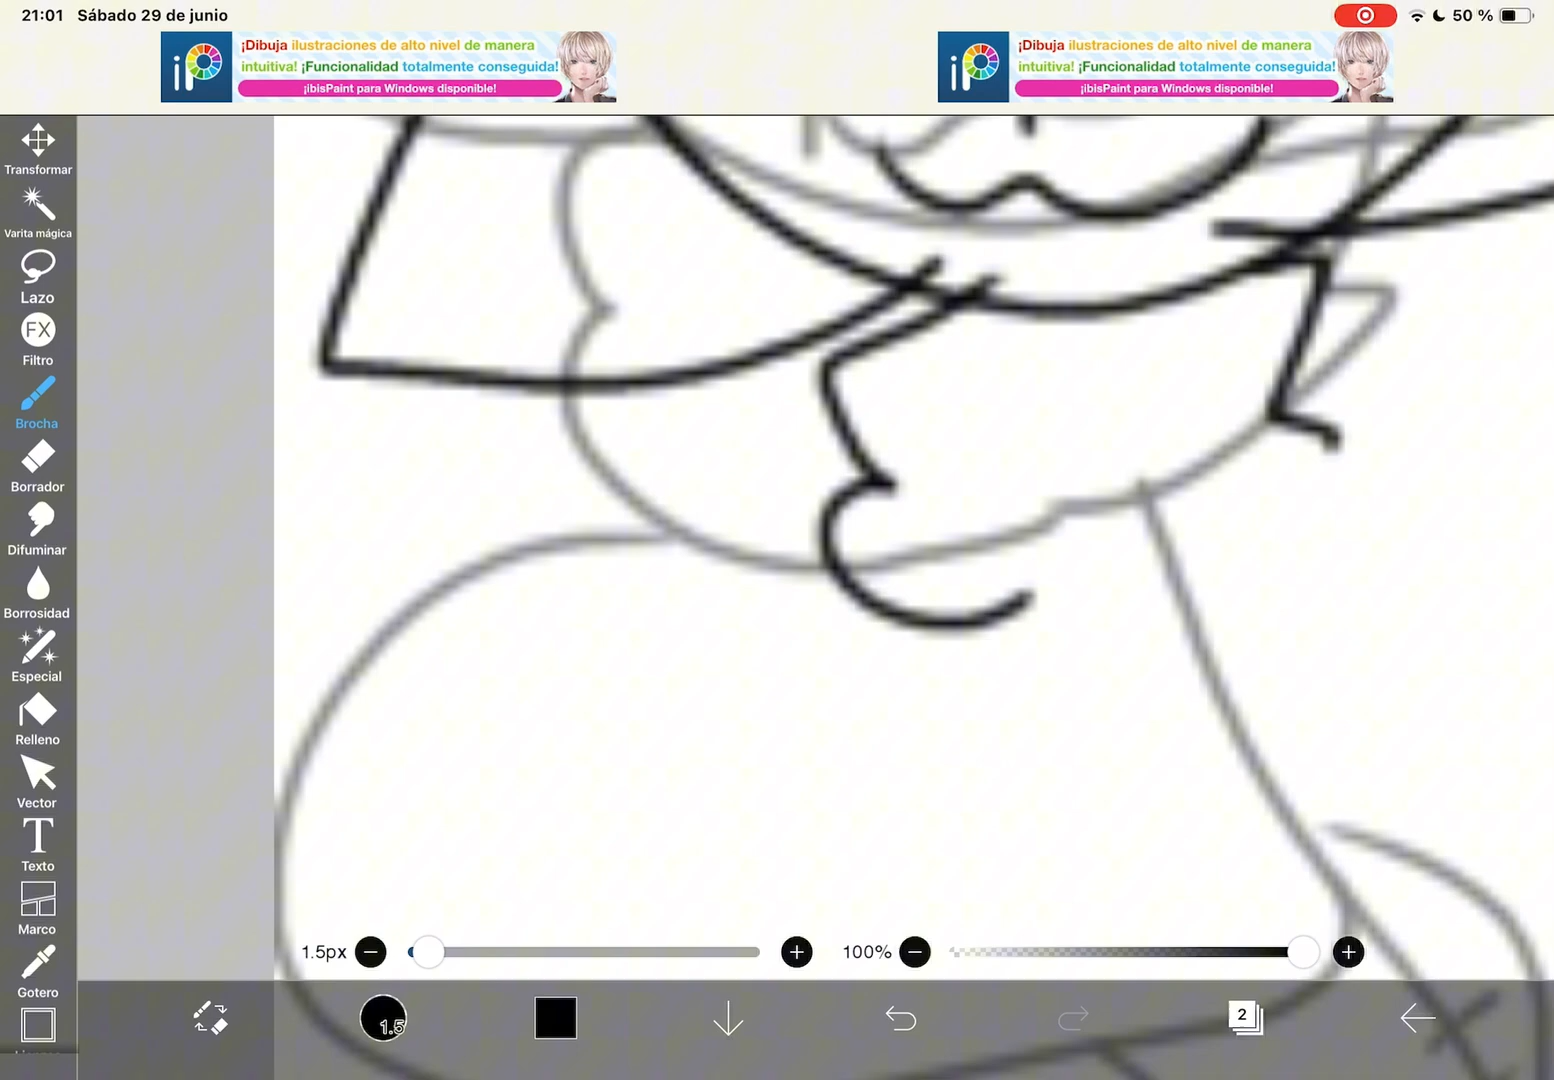 21:01 Sábado 29 de junio
50 %
¡Dibuja ilustraciones de alto nivel de manera
intuitiva! ¡Funcionalidad totalmente conseguida!
¡ibisPaint para Windows disponible!
iP
¡Dibuja ilustraciones de alto nivel de manera
intuitiva! ¡Funcionalidad totalmente conseguida!
¡ibisPaint para Windows disponible!
iP
Transformar
Varita mágica
Lazo
FX
Filtro
Brocha
Borrador
Difuminar
Borrosidad
Especial
Relleno
Vector
T
Texto
Marco
Gotero
1.5px
100%
1.5
2